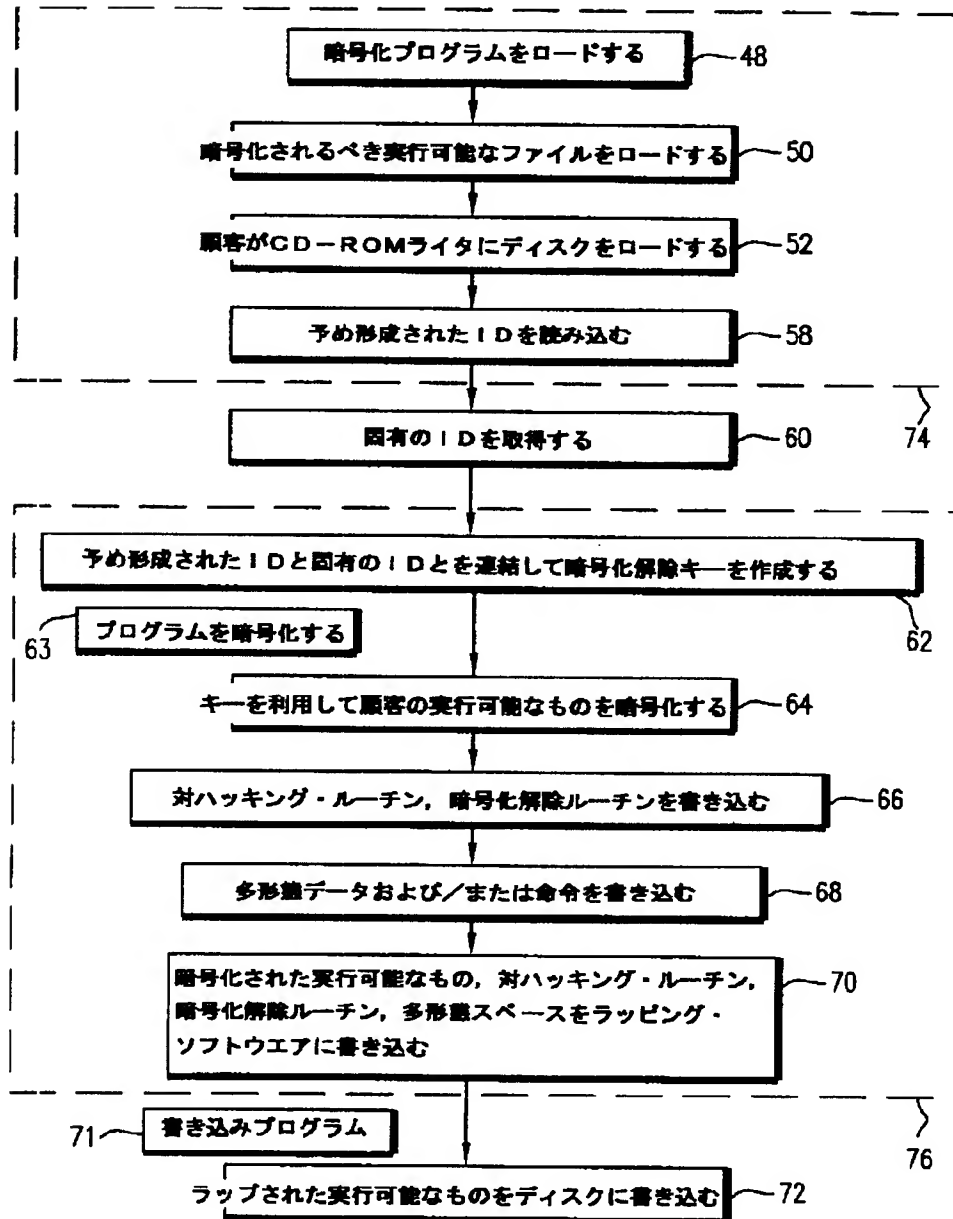 暗号化プログラムをロードする
48
暗号化されるべき実行可能なファイルをロードする
50
顧客がCD−ROMライタにディスクをロードする
52
予め形成されたIDを読み込む
58
74
固有のIDを取得する
60
予め形成されたIDと固有のIDとを連結して暗号化解除キーを作成する
62
プログラムを暗号化する
63
キーを利用して顧客の実行可能なものを暗号化する
64
対ハッキング・ルーチン,暗号化解除ルーチンを書き込む
66
多形態データおよび/または命令を書き込む
68
暗号化された実行可能なもの,対ハッキング・ルーチン,
暗号化解除ルーチン,多形態スペースをラッピング・
ソフトウエアに書き込む
70
76
書き込みプログラム
71
ラップされた実行可能なものをディスクに書き込む
72